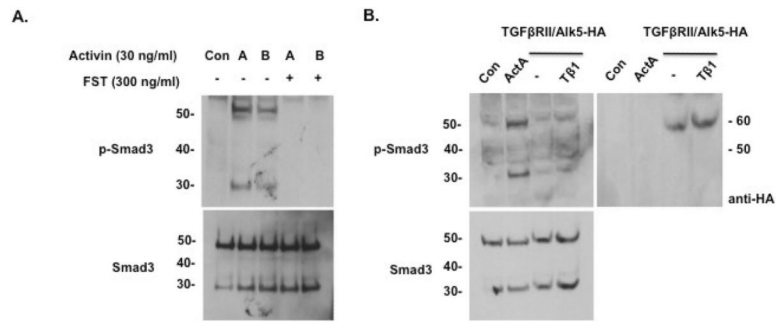 A.
Activin (30 ng/ml) Con A B A B
FST (300 ng/ml) - - - + +
p-Smad3
50-
40-
30-
Smad3
50-
40-
30-
B.
TGFβRII/Alk5-HA TGFβRII/Alk5-HA
Con ActA - Tβ1 Con ActA - Tβ1
p-Smad3
50-
40-
30-
- 60
- 50
anti-HA
Smad3
50-
40-
30-